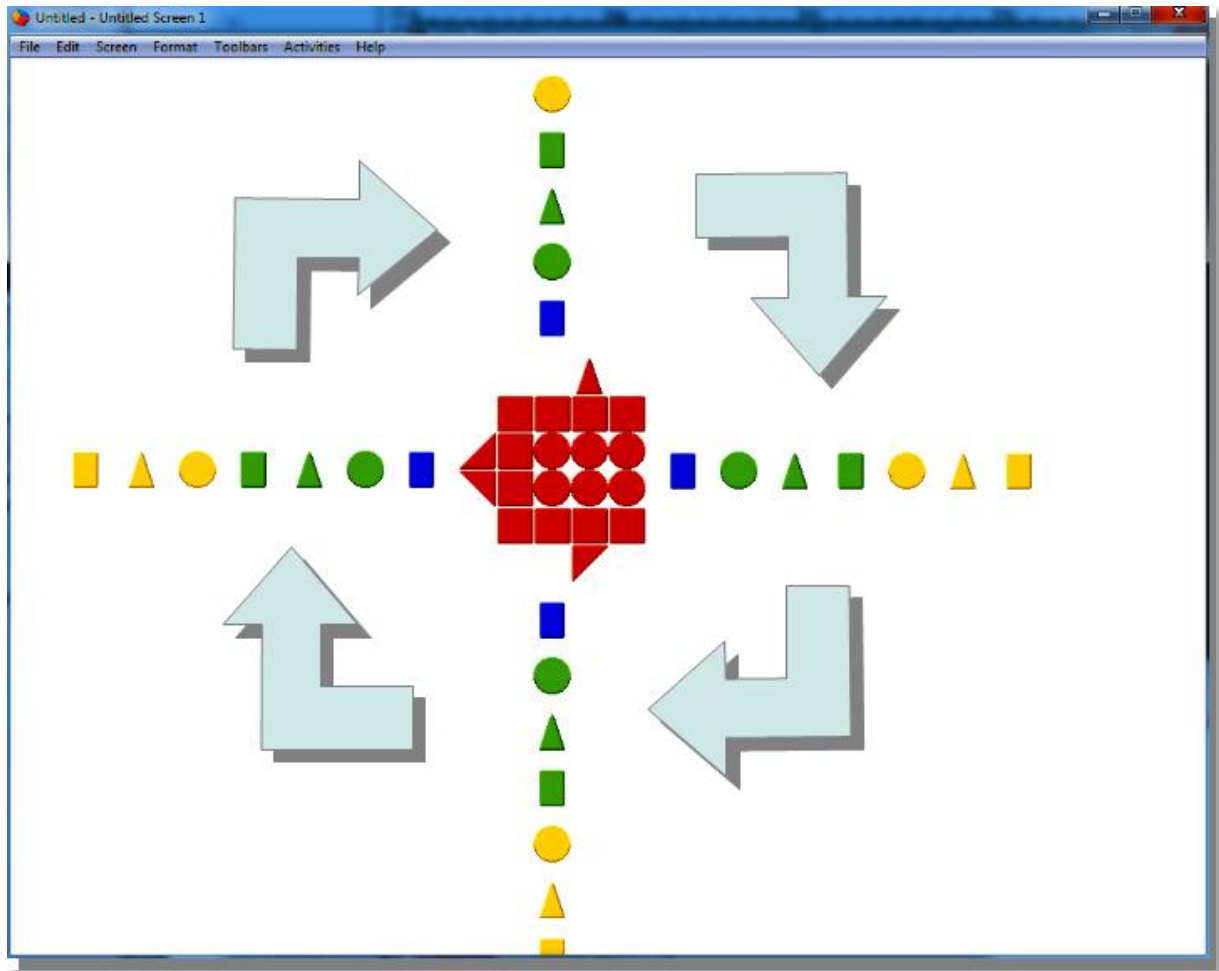 Untitled - Untitled Screen 1
File Edit Screen Format Toolbars Activities Help